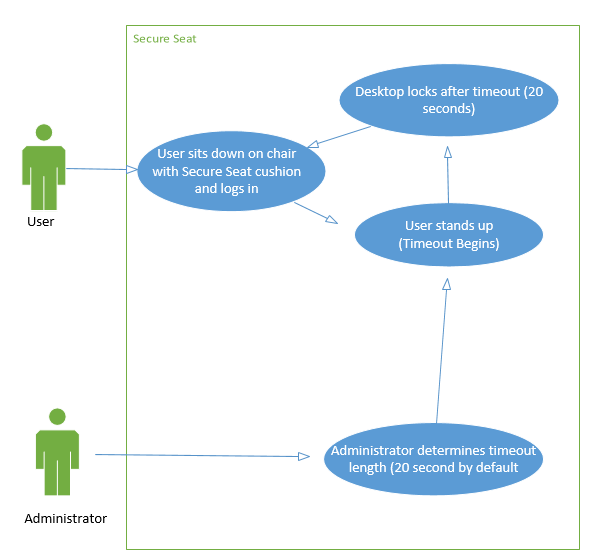 Secure Seat
Desktop locks after timeout (20
seconds)
User sits down on chair
with Secure Seat cushion
and logs in
User
User stands up
(Timeout Begins)
Administrator determines timeout
length (20 second by default
Administrator